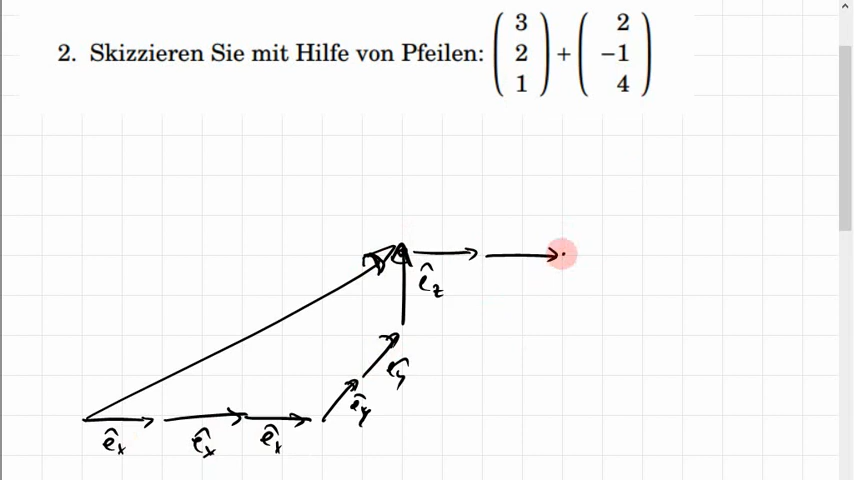 2. Skizzieren Sie mit Hilfe von Pfeilen: ( 3 2 1 ) + ( 2 −1 4 )
ê_z
ê_y
ê_y
ê_x ê_x ê_x